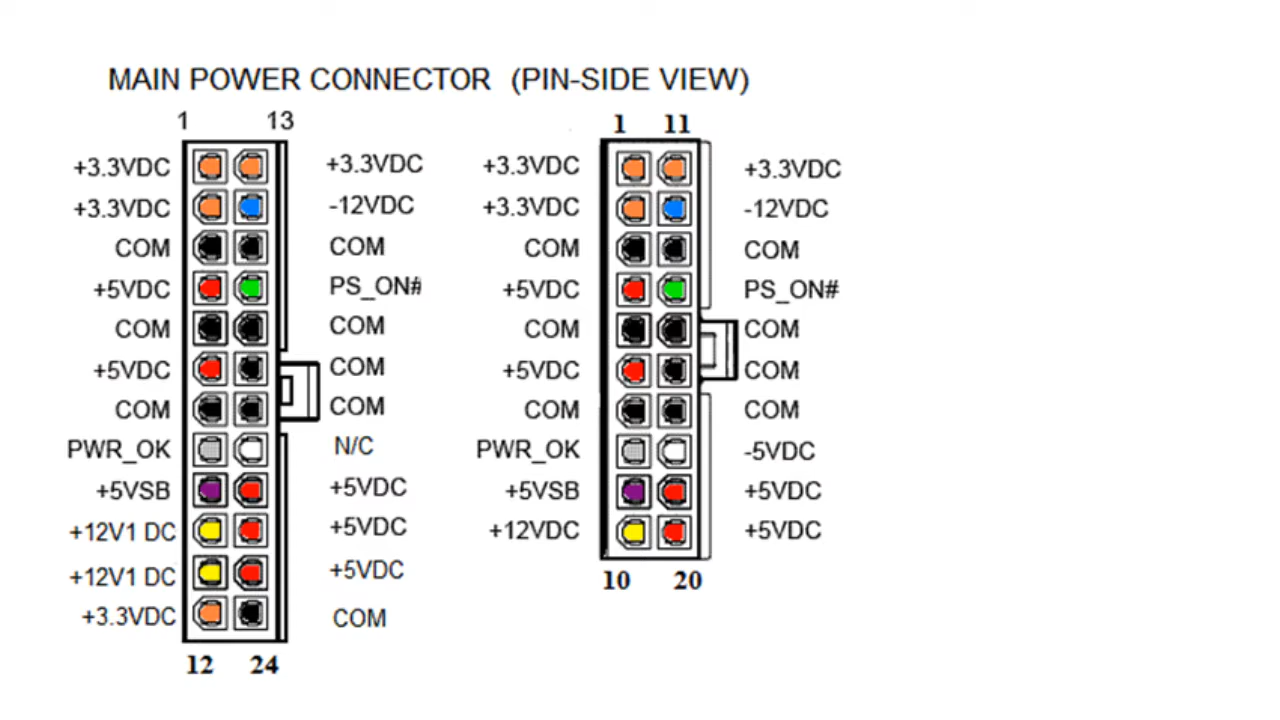 MAIN POWER CONNECTOR (PIN-SIDE VIEW)
1 13
+3.3VDC +3.3VDC
+3.3VDC -12VDC
COM COM
+5VDC PS_ON#
COM COM
+5VDC COM
COM COM
PWR_OK N/C
+5VSB +5VDC
+12V1 DC +5VDC
+12V1 DC +5VDC
+3.3VDC COM
12 24
1 11
+3.3VDC +3.3VDC
+3.3VDC -12VDC
COM COM
+5VDC PS_ON#
COM COM
+5VDC COM
COM COM
PWR_OK -5VDC
+5VSB +5VDC
+12VDC +5VDC
10 20